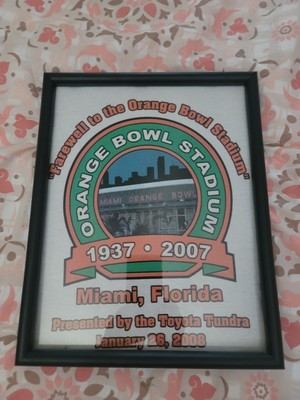 "Farewell to the Orange Bowl Stadium"
ORANGE BOWL STADIUM
MIAMI ORANGE BOWL
1937 • 2007
Miami, Florida
Presented by the Toyota Tundra
January 26, 2008